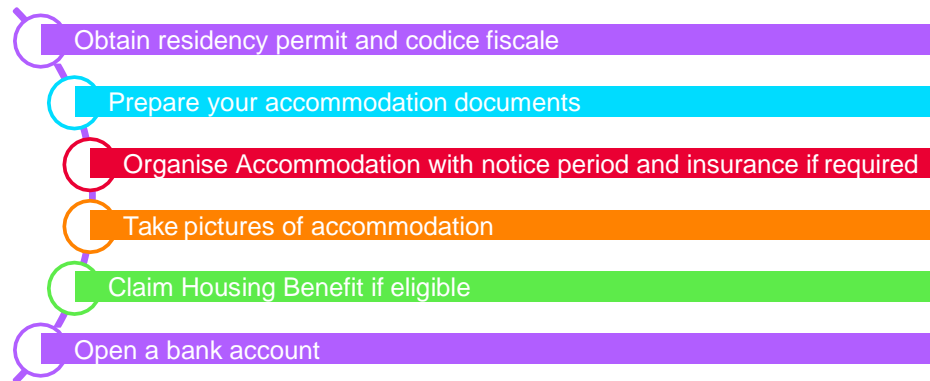 Obtain residency permit and codice fiscale
Prepare your accommodation documents
Organise Accommodation with notice period and insurance if required
Take pictures of accommodation
Claim Housing Benefit if eligible
Open a bank account